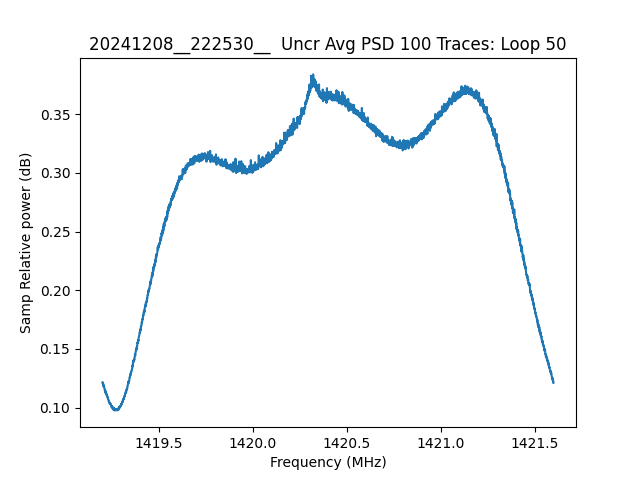 20241208__222530__  Uncr Avg PSD 100 Traces: Loop 50
Samp Relative power (dB)
0.35
0.30
0.25
0.20
0.15
0.10
1419.5 1420.0 1420.5 1421.0 1421.5
Frequency (MHz)